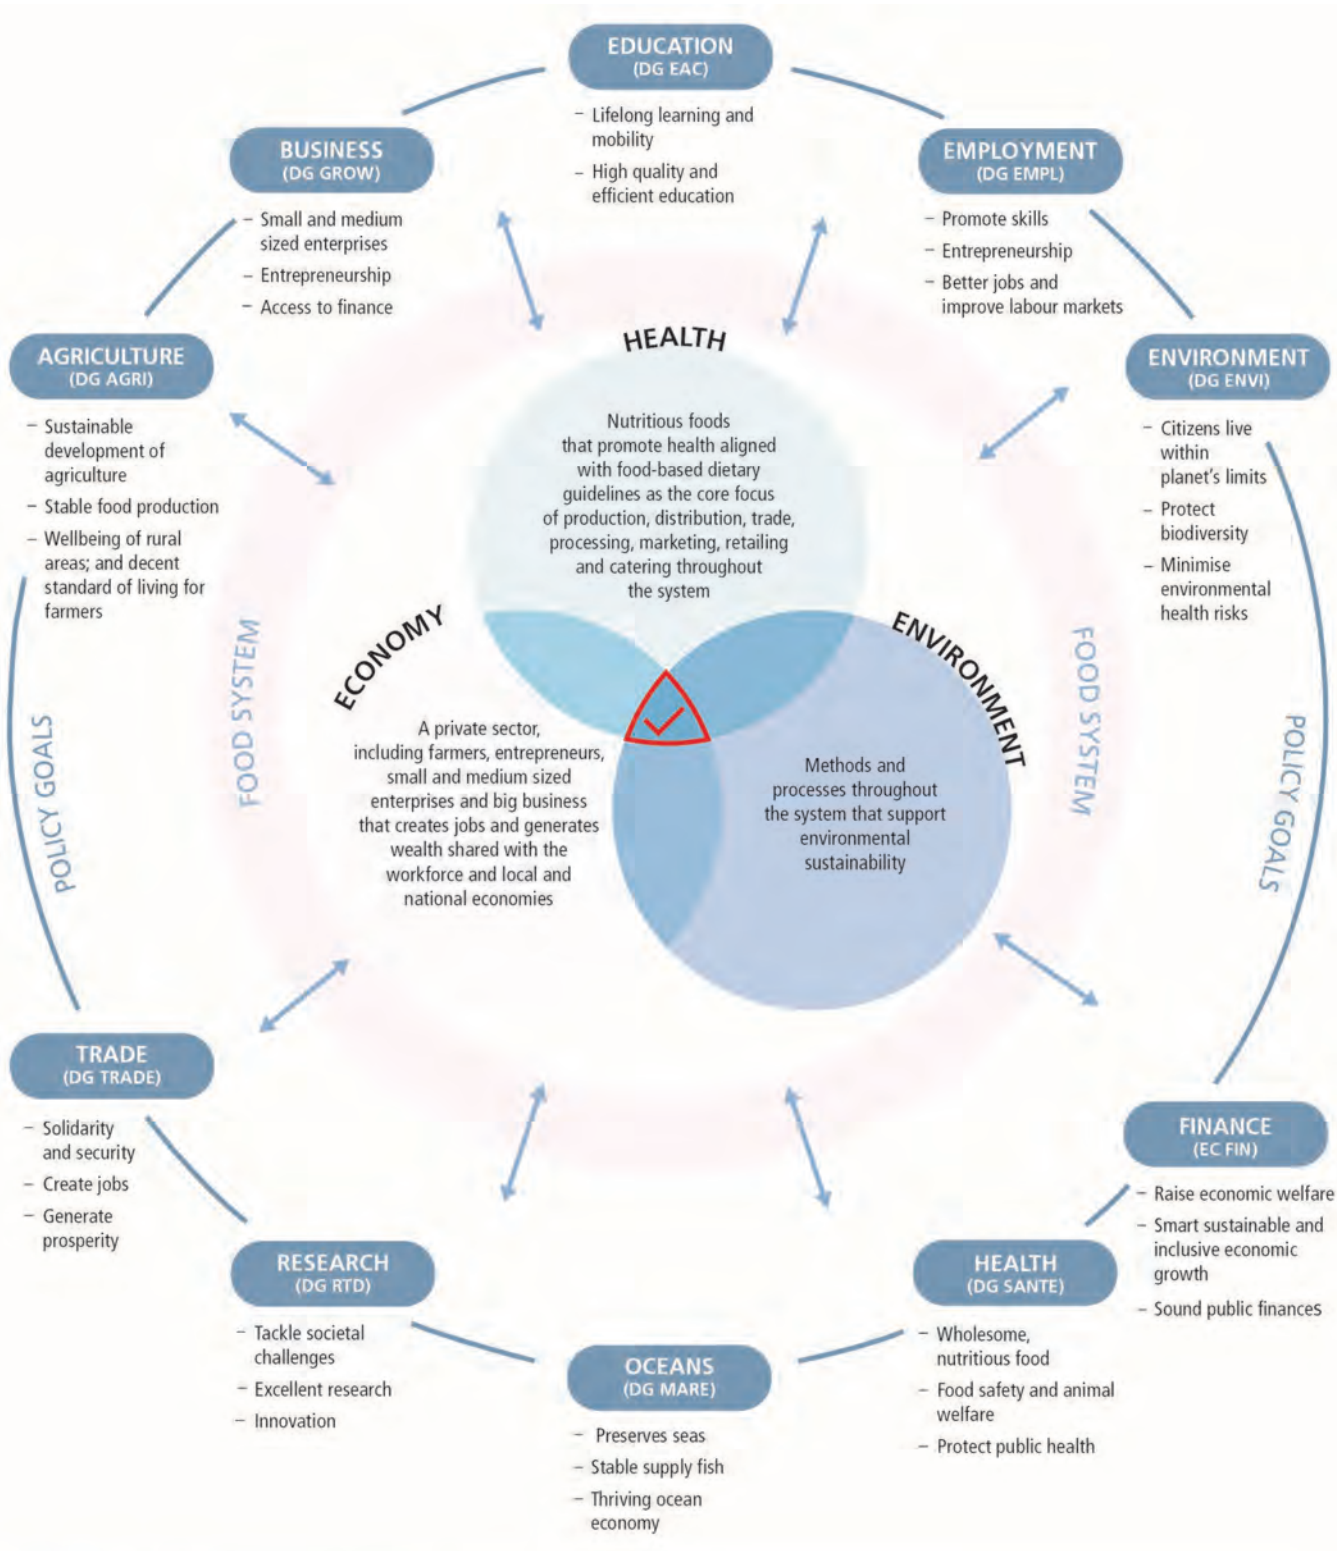 EDUCATION
(DG EAC)
– Lifelong learning and
mobility
– High quality and
efficient education
BUSINESS
(DG GROW)
– Small and medium
sized enterprises
– Entrepreneurship
– Access to finance
EMPLOYMENT
(DG EMPL)
– Promote skills
– Entrepreneurship
– Better jobs and
improve labour markets
AGRICULTURE
(DG AGRI)
– Sustainable
development of
agriculture
– Stable food production
– Wellbeing of rural
areas; and decent
standard of living for
farmers
ENVIRONMENT
(DG ENVI)
– Citizens live
within
planet's limits
– Protect
biodiversity
– Minimise
environmental
health risks
HEALTH
Nutritious foods
that promote health aligned
with food-based dietary
guidelines as the core focus
of production, distribution, trade,
processing, marketing, retailing
and catering throughout
the system
ECONOMY
A private sector,
including farmers, entrepreneurs,
small and medium sized
enterprises and big business
that creates jobs and generates
wealth shared with the
workforce and local and
national economies
ENVIRONMENT
Methods and
processes throughout
the system that support
environmental
sustainability
FOOD SYSTEM
FOOD SYSTEM
POLICY GOALS
POLICY GOALS
TRADE
(DG TRADE)
– Solidarity
and security
– Create jobs
– Generate
prosperity
FINANCE
(EC FIN)
– Raise economic welfare
– Smart sustainable and
inclusive economic
growth
– Sound public finances
RESEARCH
(DG RTD)
– Tackle societal
challenges
– Excellent research
– Innovation
HEALTH
(DG SANTE)
– Wholesome,
nutritious food
– Food safety and animal
welfare
– Protect public health
OCEANS
(DG MARE)
– Preserves seas
– Stable supply fish
– Thriving ocean
economy